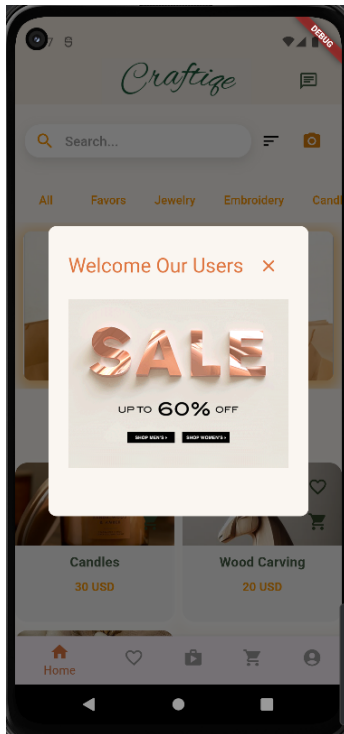 DEBUG
Craftiqe
Search...
All Favors Jewelry Embroidery Candl
Welcome Our Users ×
SALE
UP TO 60% OFF
SHOP MEN'S › SHOP WOMEN'S ›
Candles Wood Carving
30 USD 20 USD
Home